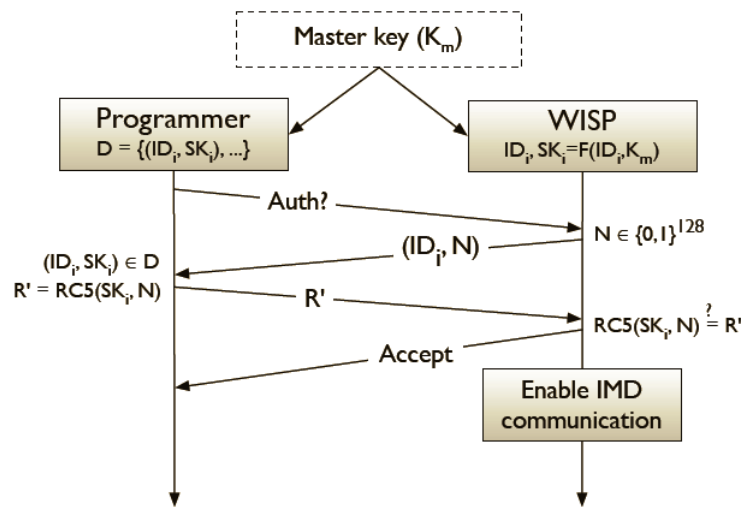 Master key (Kₘ)
Programmer
D = {(IDᵢ, SKᵢ), ...}
WISP
IDᵢ, SKᵢ=F(IDᵢ,Kₘ)
Auth?
N ∈ {0,1}¹²⁸
(IDᵢ, N)
(IDᵢ, SKᵢ) ∈ D
R' = RC5(SKᵢ, N)
R'
RC5(SKᵢ, N) ≟ R'
Accept
Enable IMD
communication